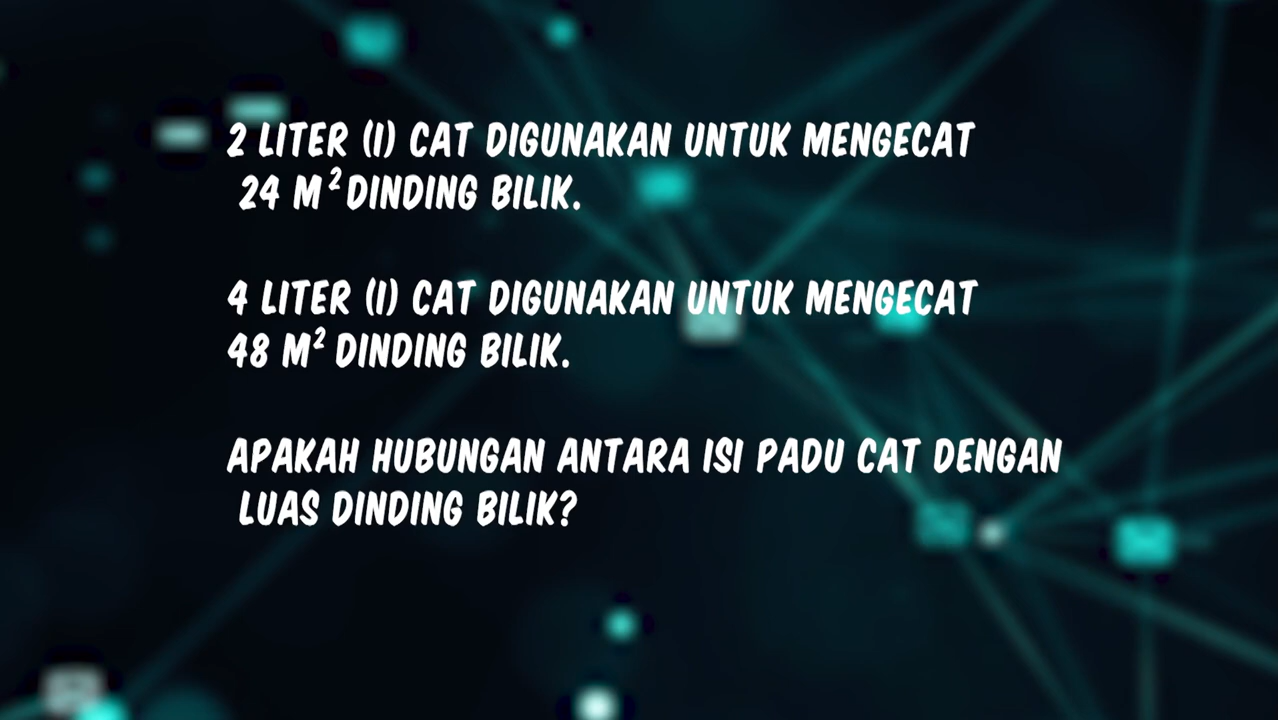 2 LITER (l) CAT DIGUNAKAN UNTUK MENGECAT
24 M² DINDING BILIK.
4 LITER (l) CAT DIGUNAKAN UNTUK MENGECAT
48 M² DINDING BILIK.
APAKAH HUBUNGAN ANTARA ISI PADU CAT DENGAN
LUAS DINDING BILIK?